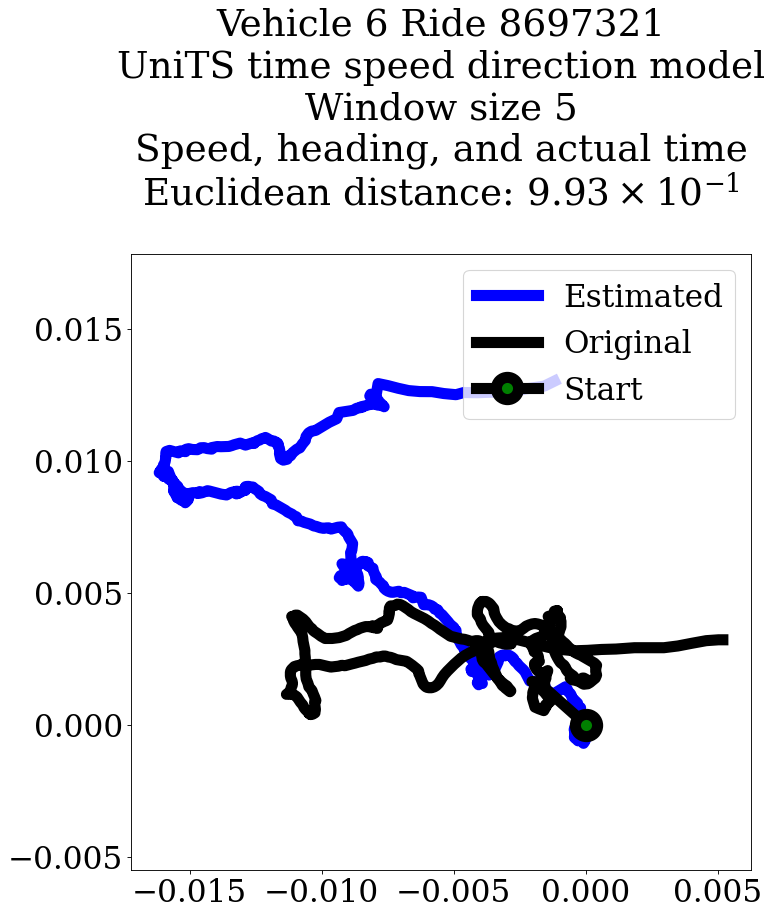 Vehicle 6 Ride 8697321
UniTS time speed direction model
Window size 5
Speed, heading, and actual time
Euclidean distance: 9.93 × 10⁻¹
Estimated
Original
Start
0.015
0.010
0.005
0.000
−0.005
−0.015 −0.010 −0.005 0.000 0.005